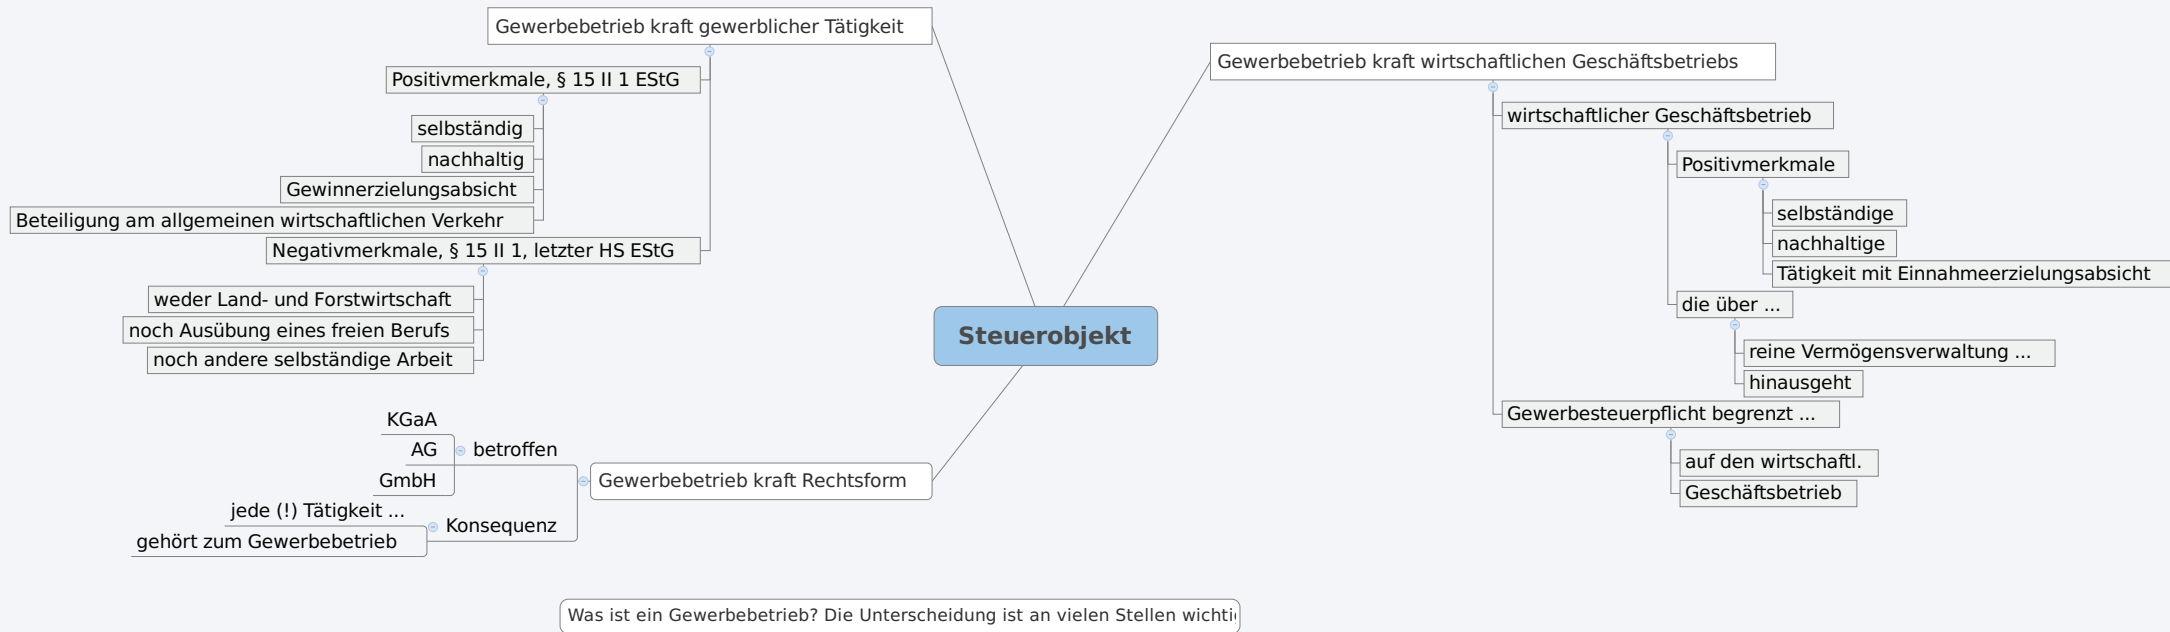 Gewerbebetrieb kraft gewerblicher Tätigkeit
Positivmerkmale, § 15 II 1 EStG
selbständig
nachhaltig
Gewinnerzielungsabsicht
Beteiligung am allgemeinen wirtschaftlichen Verkehr
Negativmerkmale, § 15 II 1, letzter HS EStG
weder Land- und Forstwirtschaft
noch Ausübung eines freien Berufs
noch andere selbständige Arbeit
Steuerobjekt
Gewerbebetrieb kraft Rechtsform
betroffen
KGaA
AG
GmbH
Konsequenz
jede (!) Tätigkeit ...
gehört zum Gewerbebetrieb
Gewerbebetrieb kraft wirtschaftlichen Geschäftsbetriebs
wirtschaftlicher Geschäftsbetrieb
Positivmerkmale
selbständige
nachhaltige
Tätigkeit mit Einnahmeerzielungsabsicht
die über ...
reine Vermögensverwaltung ...
hinausgeht
Gewerbesteuerpflicht begrenzt ...
auf den wirtschaftl.
Geschäftsbetrieb
Was ist ein Gewerbebetrieb? Die Unterscheidung ist an vielen Stellen